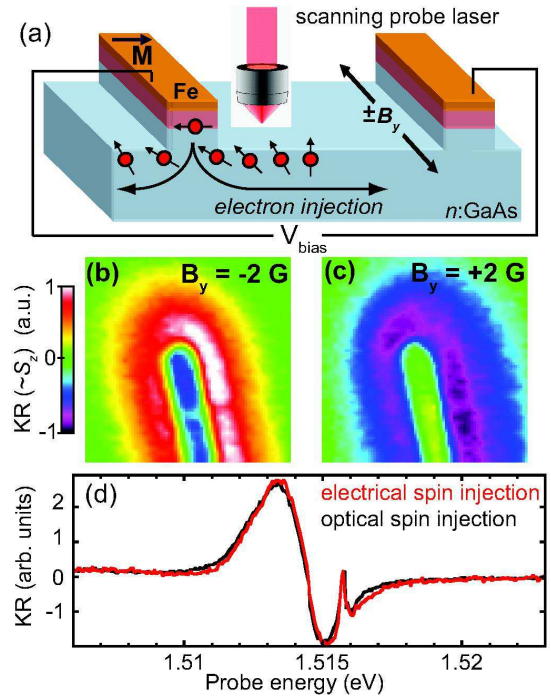 (a)
scanning probe laser
M
Fe
±By
electron injection
n:GaAs
Vbias
(b)
By = -2 G
(c)
By = +2 G
KR (~Sz) (a.u.)
1
0
-1
(d)
electrical spin injection
optical spin injection
KR (arb. units)
2
1
0
-1
1.51
1.515
1.52
Probe energy (eV)